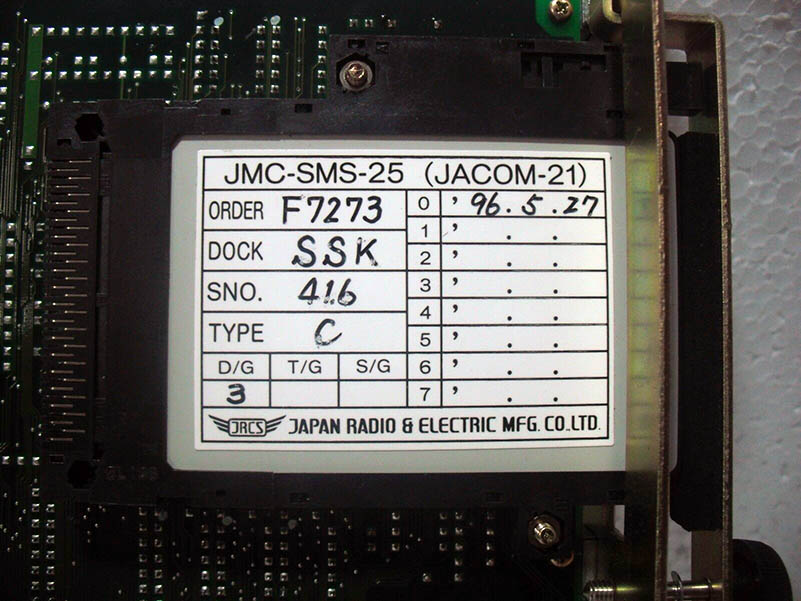 JMC-SMS-25 (JACOM-21)
ORDER F7273
DOCK SSK
SNO. 416
TYPE C
D/G T/G S/G
3
0 '96.5.27
1 ' . .
2 ' . .
3 ' . .
4 ' . .
5 ' . .
6 ' . .
7 ' . .
JRCS JAPAN RADIO & ELECTRIC MFG. CO. LTD.